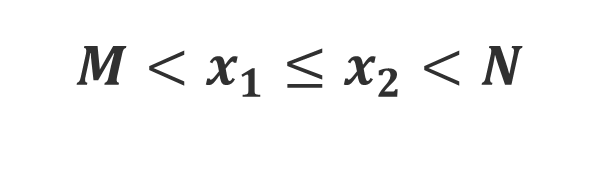 M < x₁ ≤ x₂ < N